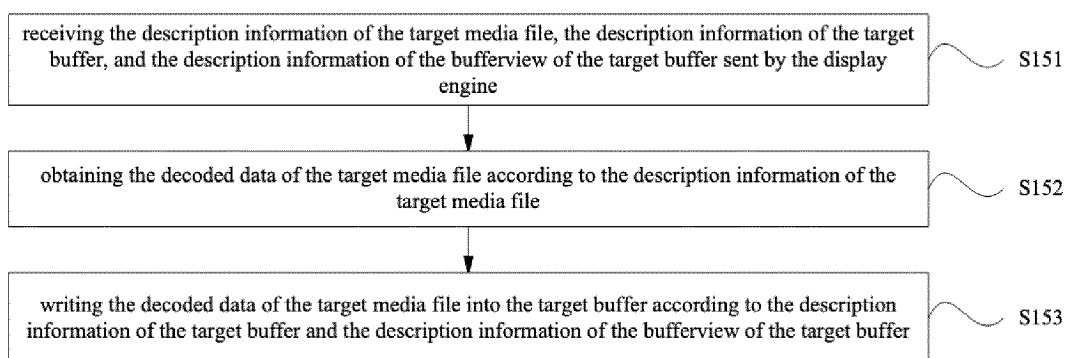 receiving the description information of the target media file, the description information of the target
buffer, and the description information of the bufferview of the target buffer sent by the display
engine
S151
obtaining the decoded data of the target media file according to the description information of the
target media file
S152
writing the decoded data of the target media file into the target buffer according to the description
information of the target buffer and the description information of the bufferview of the target buffer
S153